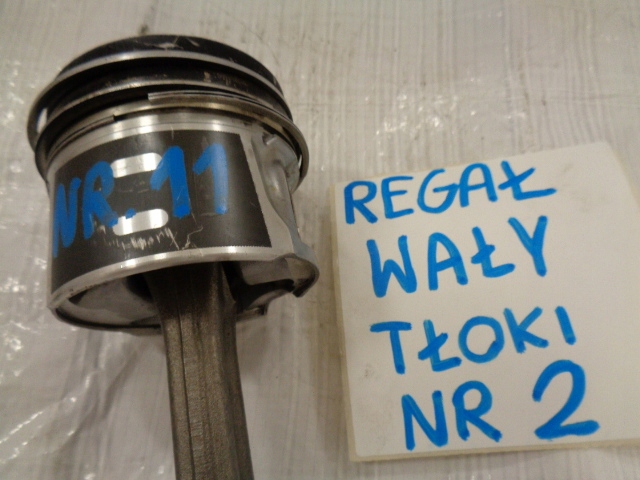 NR.11
REGAŁ
WAŁY
TŁOKI
NR 2